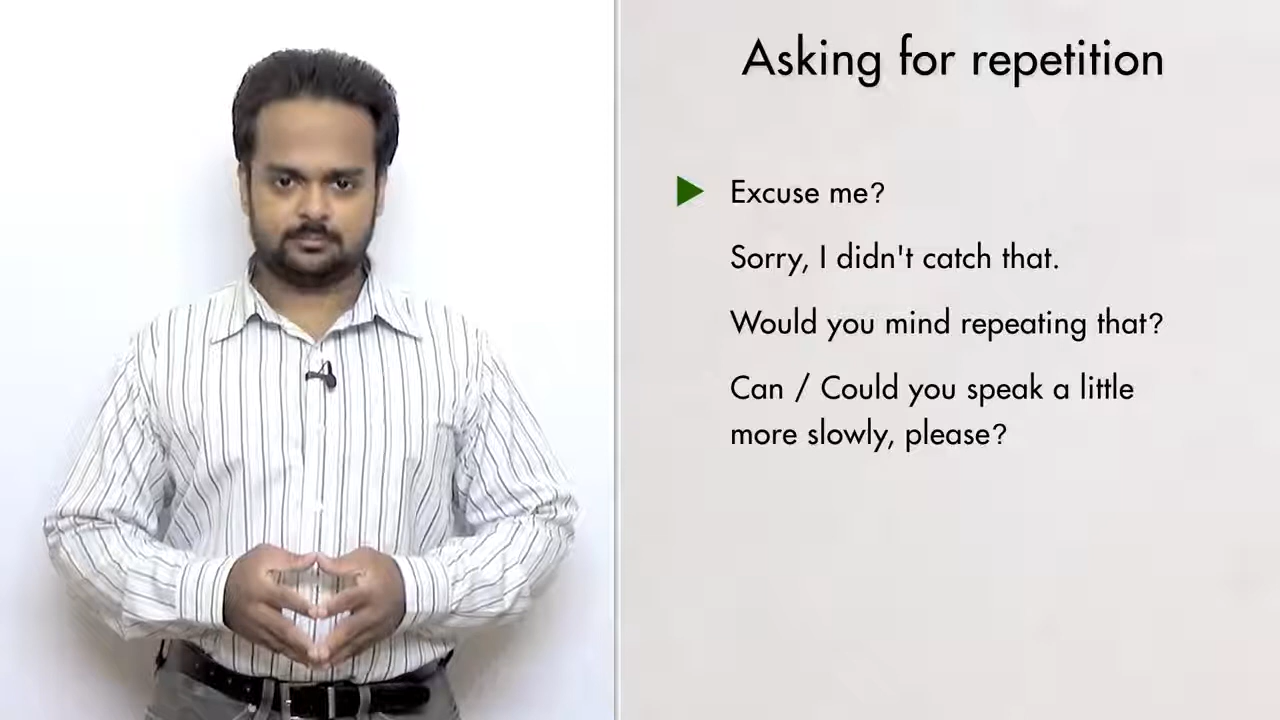 Asking for repetition
Excuse me?
Sorry, I didn't catch that.
Would you mind repeating that?
Can / Could you speak a little
more slowly, please?